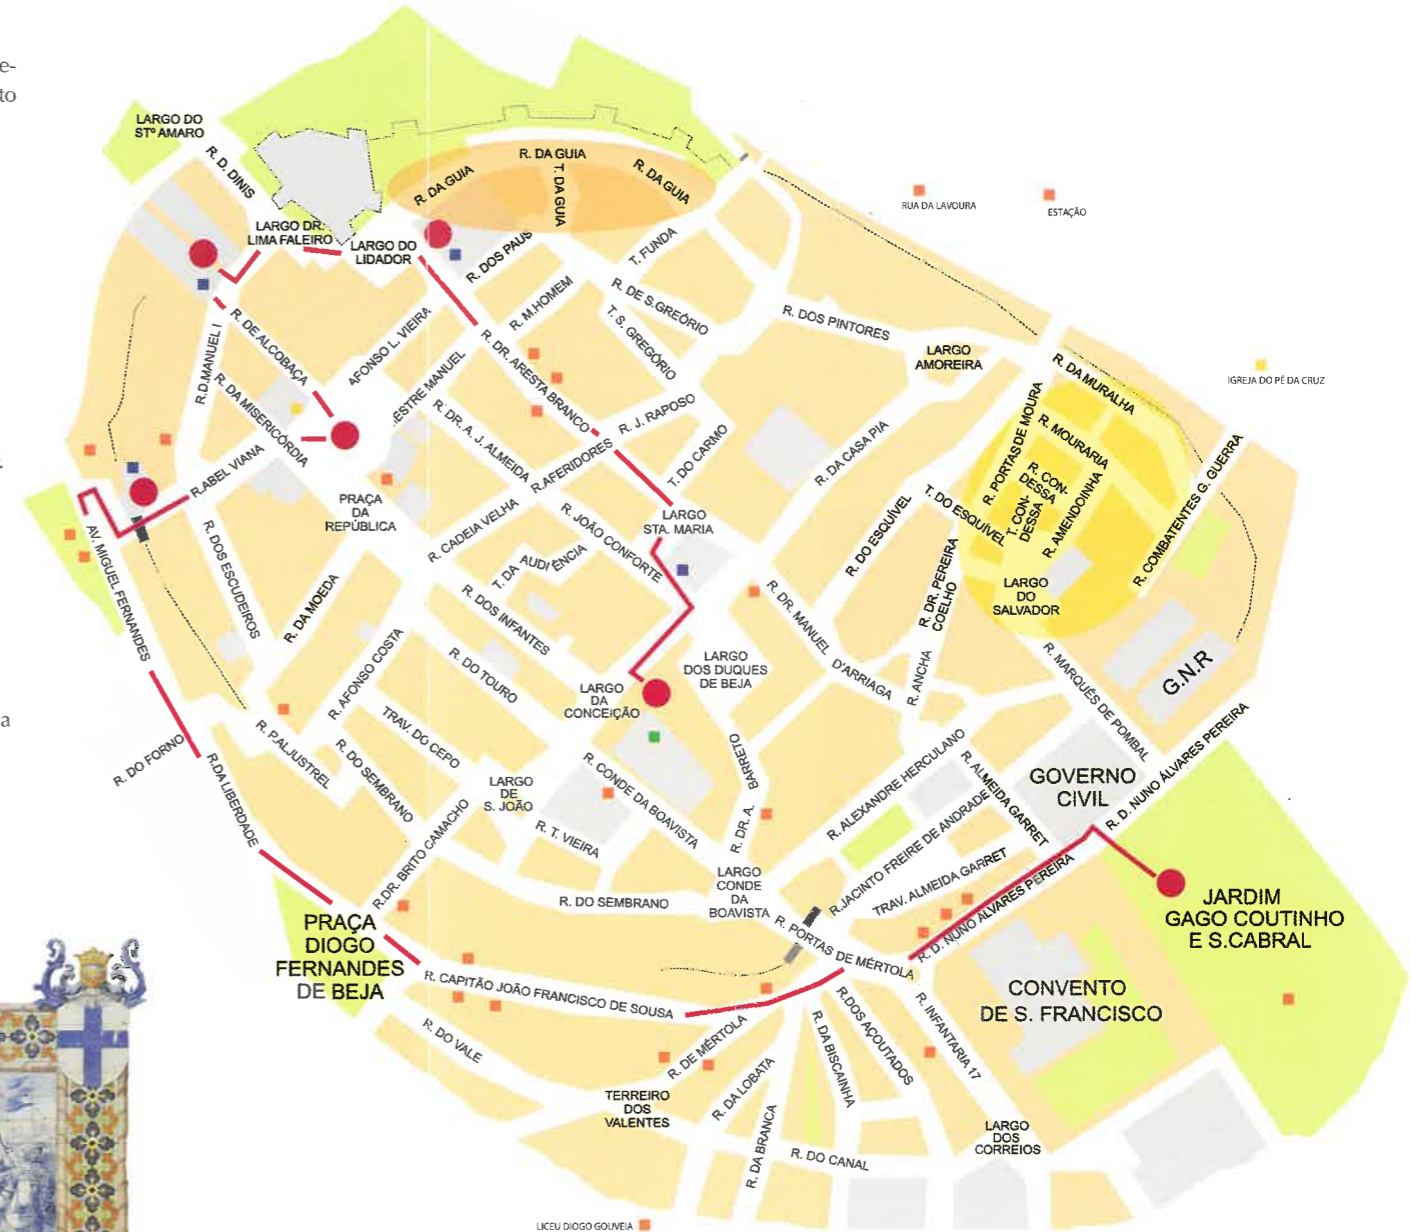 e-
to
a
LARGO DO
STº AMARO
R. D. DINIS
LARGO DR.
LIMA FALEIRO
LARGO DO
LIDADOR
R. DA GUIA
R. DA GUIA
T. DA GUIA
R. DA GUIA
RUA DA LAVOURA
ESTAÇÃO
R. DOS PAUS
T. FUNDA
R. M.HOMEM
R. DE S.GREÓRIO
T. S. GREGÓRIO
R. DOS PINTORES
LARGO
AMOREIRA
IGREJA DO PÉ DA CRUZ
R. DE ALCOBAÇA
R.D.MANUEL I
R. DA MISERICÓRDIA
AFONSO L. VIEIRA
ESTRE MANUEL
R. DR. ARESTA BRANCO
R. DR. A. J. ALMEIDA
R.AFERIDORES
R. J. RAPOSO
T. DO CARMO
R. DA CASA PIA
R. DA MURALHA
R. PORTAS DE MOURA
R. MOURARIA
R. CON-
DESSA
T. CON-
DESSA
R. AMENDOINHA
R. COMBATENTES G. GUERRA
R.ABEL VIANA
PRAÇA
DA
REPÚBLICA
R. CADEIA VELHA
R. JOÃO CONFORTE
LARGO
STA. MARIA
T. DO ESQUÍVEL
R. DO ESQUÍVEL
AV. MIGUEL FERNANDES
R. DOS ESCUDEIROS
R. DA MOEDA
T. DA AUDIÊNCIA
R. DOS INFANTES
R. DR. MANUEL D'ARRIAGA
R. DR. PEREIRA
COELHO
LARGO
DO
SALVADOR
R. AFONSO COSTA
R. DO TOURO
LARGO
DOS DUQUES
DE BEJA
R. ANCHA
R. MARQUÊS DE POMBAL
G.N.R
LARGO
DA
CONCEIÇÃO
R. DO FORNO
R. P.ALJUSTREL
TRAV. DO CEPO
R. DO SEMBRANO
R.DA LIBERDADE
LARGO
DE
S. JOÃO
R. CONDE DA BOAVISTA
R. DR. A. BARRETO
R. ALEXANDRE HERCULANO
R. ALMEIDA GARRET
GOVERNO
CIVIL
R. D. NUNO ÁLVARES PEREIRA
R.DR. BRITO CAMACHO
R. T. VIEIRA
R.JACINTO FREIRE DE ANDRADE
TRAV. ALMEIDA GARRET
R. D. NUNO ÁLVARES PEREIRA
LARGO
CONDE
DA
BOAVISTA
R. DO SEMBRANO
JARDIM
GAGO COUTINHO
E S.CABRAL
PRAÇA
DIOGO
FERNANDES
DE BEJA
R. PORTAS DE MÉRTOLA
R. CAPITÃO JOÃO FRANCISCO DE SOUSA
CONVENTO
DE S. FRANCISCO
R. DO VALE
R. DE MÉRTOLA
R.DOS AÇOUTADOS
R. INFANTARIA 17
R. DA BISCAINHA
TERREIRO
DOS
VALENTES
R. DA LOBATA
R. DA BRANCA
R. DO CANAL
LARGO
DOS
CORREIOS
LICEU DIOGO GOUVEIA